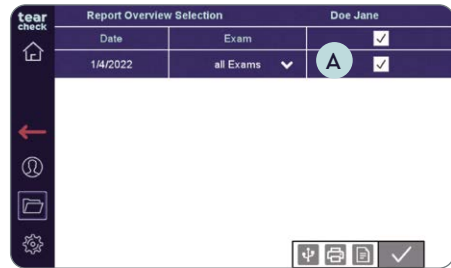 tear
check
Report Overview Selection Doe Jane
Date Exam
1/4/2022 all Exams A